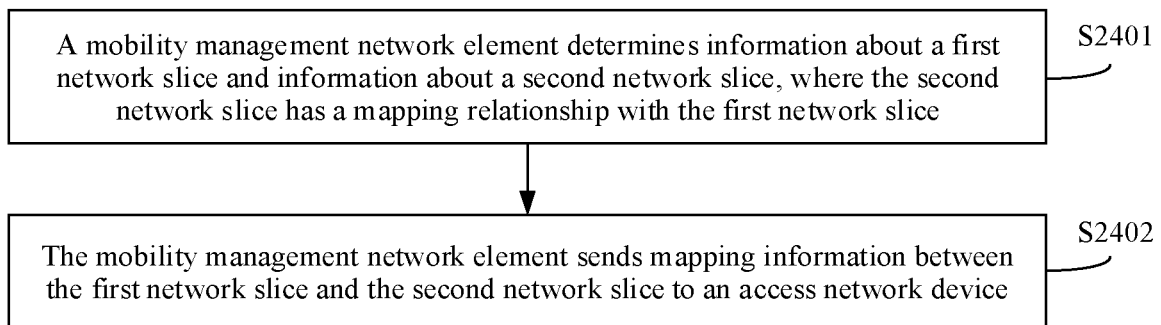 A mobility management network element determines information about a first
network slice and information about a second network slice, where the second
network slice has a mapping relationship with the first network slice
S2401
The mobility management network element sends mapping information between
the first network slice and the second network slice to an access network device
S2402